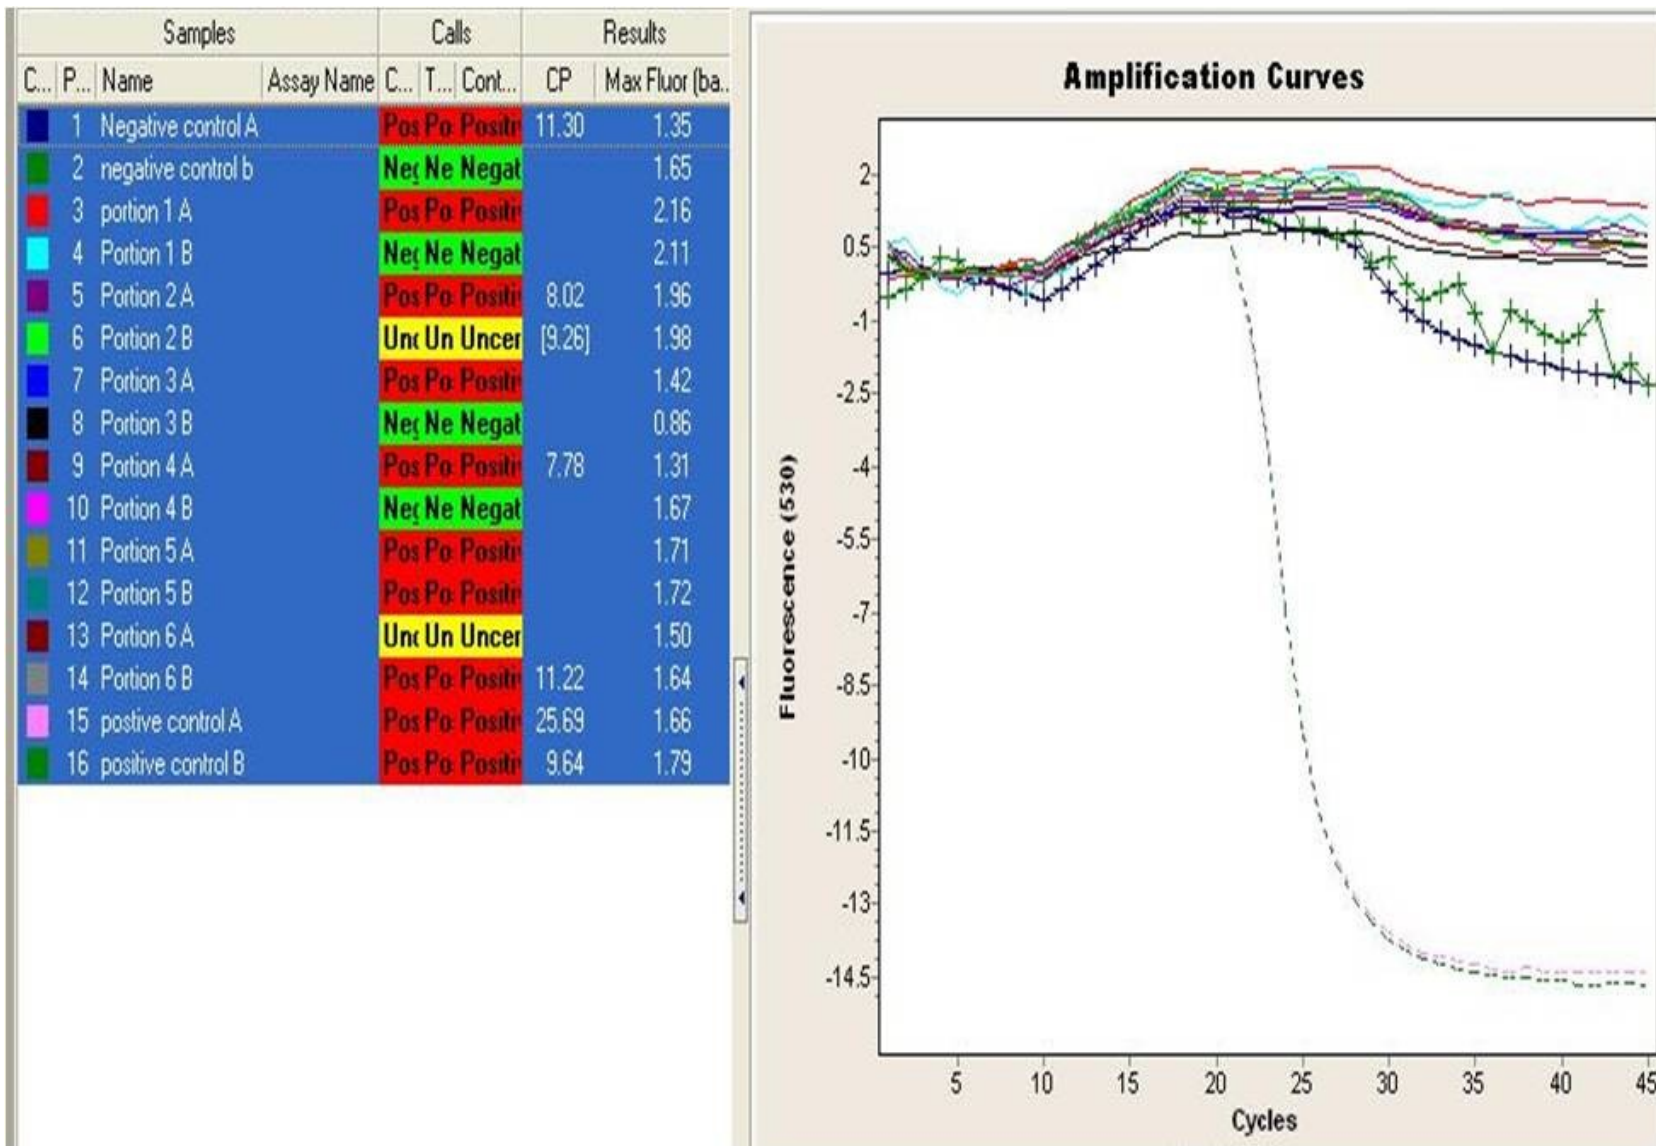 Samples Calls Results
C... P... Name Assay Name C... T... Cont... CP Max Fluor (ba..
1 Negative control A Pos Po Positi 11.30 1.35
2 negative control b Neg Ne Negat 1.65
3 portion 1 A Pos Po Positi 2.16
4 Portion 1 B Neg Ne Negat 2.11
5 Portion 2 A Pos Po Positi 8.02 1.96
6 Portion 2 B Unc Un Uncer [9.26] 1.98
7 Portion 3 A Pos Po Positi 1.42
8 Portion 3 B Neg Ne Negat 0.86
9 Portion 4 A Pos Po Positi 7.78 1.31
10 Portion 4 B Neg Ne Negat 1.67
11 Portion 5 A Pos Po Positi 1.71
12 Portion 5 B Pos Po Positi 1.72
13 Portion 6 A Unc Un Uncer 1.50
14 Portion 6 B Pos Po Positi 11.22 1.64
15 postive control A Pos Po Positi 25.69 1.66
16 positive control B Pos Po Positi 9.64 1.79
Amplification Curves
Fluorescence (530)
2
0.5
-1
-2.5
-4
-5.5
-7
-8.5
-10
-11.5
-13
-14.5
5 10 15 20 25 30 35 40 45
Cycles